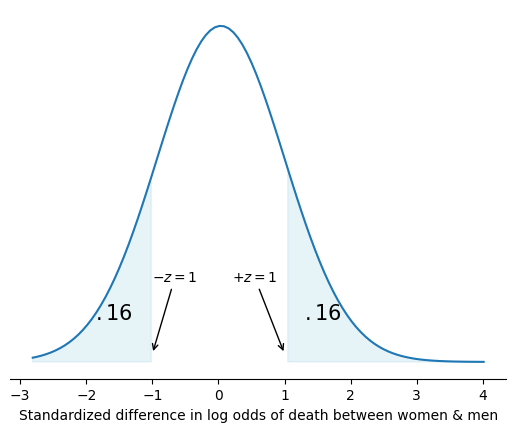 −z = 1
+z = 1
.16
.16
−3 −2 −1 0 1 2 3 4
Standardized difference in log odds of death between women & men